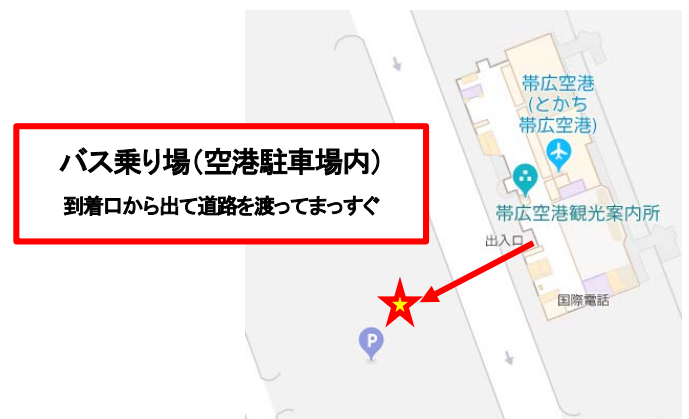 バス乗り場(空港駐車場内)
到着口から出て道路を渡ってまっすぐ
帯広空港
(とかち
帯広空港)
帯広空港観光案内所
出入口
国際電話
P